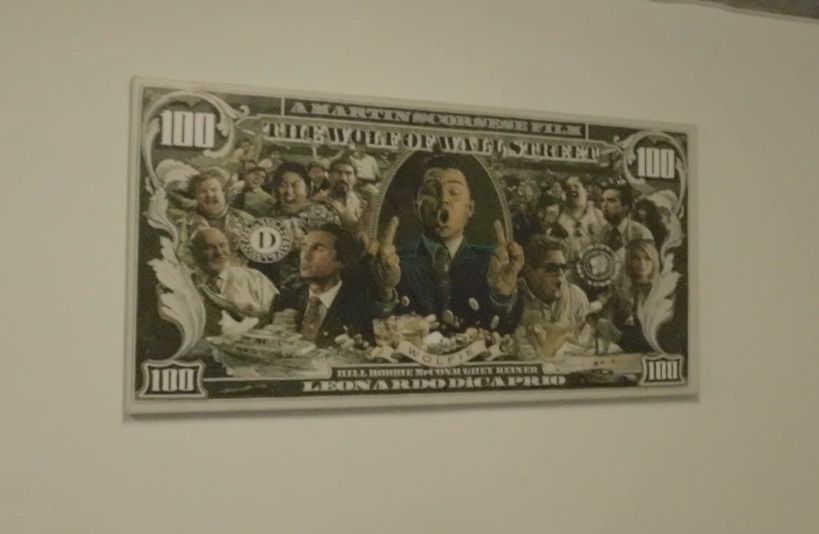 A MARTIN SCORSESE FILM
THE WOLF OF WALL STREET
100
100
D
WOLFIE
HILL ROBBIE McCONAUGHEY REINER
LEONARDO DiCAPRIO
100
100